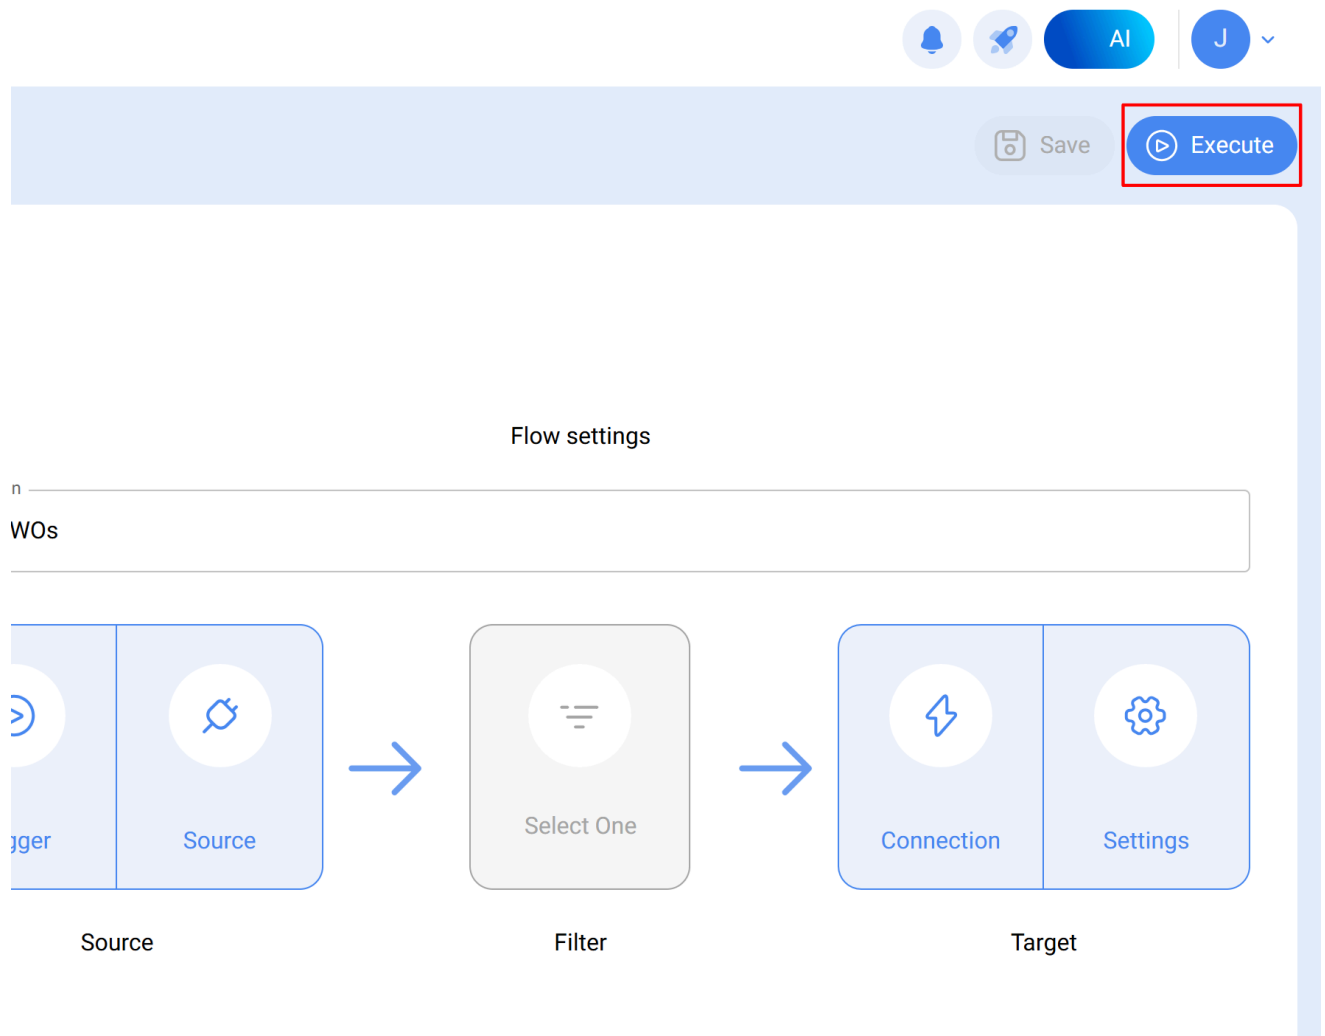 AI
J
Save
Execute
Flow settings
n
WOs
gger
Source
Select One
Connection
Settings
Source
Filter
Target